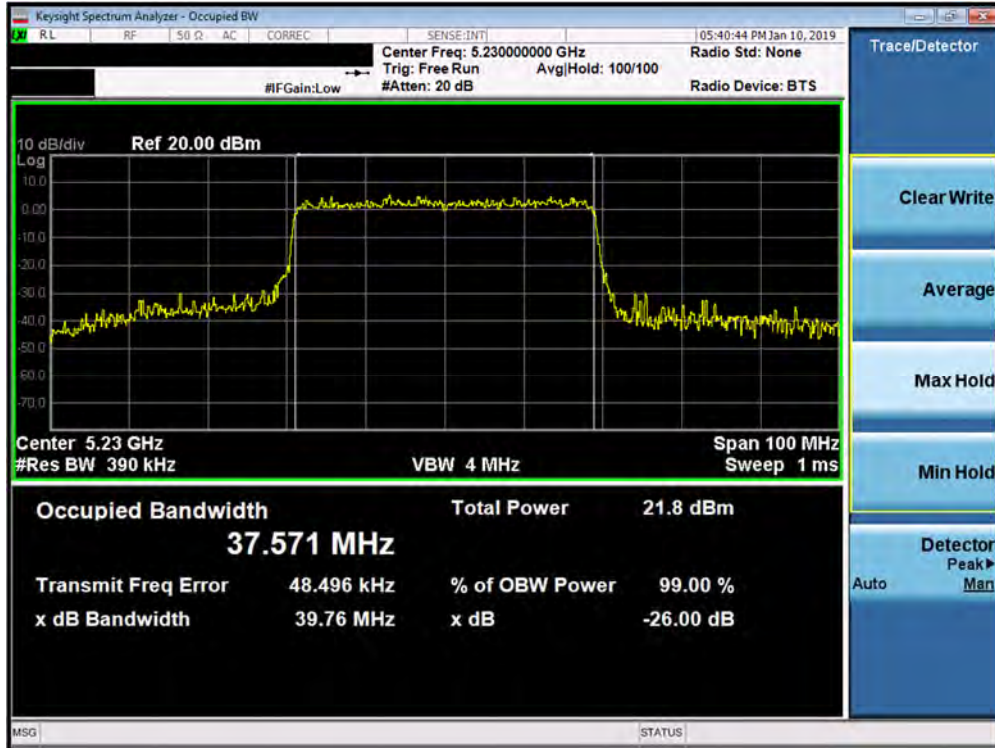 Keysight Spectrum Analyzer - Occupied BW
LXI RL RF 50 Ω AC CORREC SENSE:INT 05:40:44 PM Jan 10, 2019
Center Freq: 5.230000000 GHz Radio Std: None
Trig: Free Run Avg|Hold: 100/100
#IFGain:Low #Atten: 20 dB Radio Device: BTS
Trace/Detector
10 dB/div Ref 20.00 dBm
Log
10.0
0.00
-10.0
-20.0
-30.0
-40.0
-50.0
-60.0
-70.0
Center 5.23 GHz Span 100 MHz
#Res BW 390 kHz VBW 4 MHz Sweep 1 ms
Occupied Bandwidth Total Power 21.8 dBm
37.571 MHz
Transmit Freq Error 48.496 kHz % of OBW Power 99.00 %
x dB Bandwidth 39.76 MHz x dB -26.00 dB
Clear Write
Average
Max Hold
Min Hold
Detector
Peak▶
Auto Man
MSG STATUS